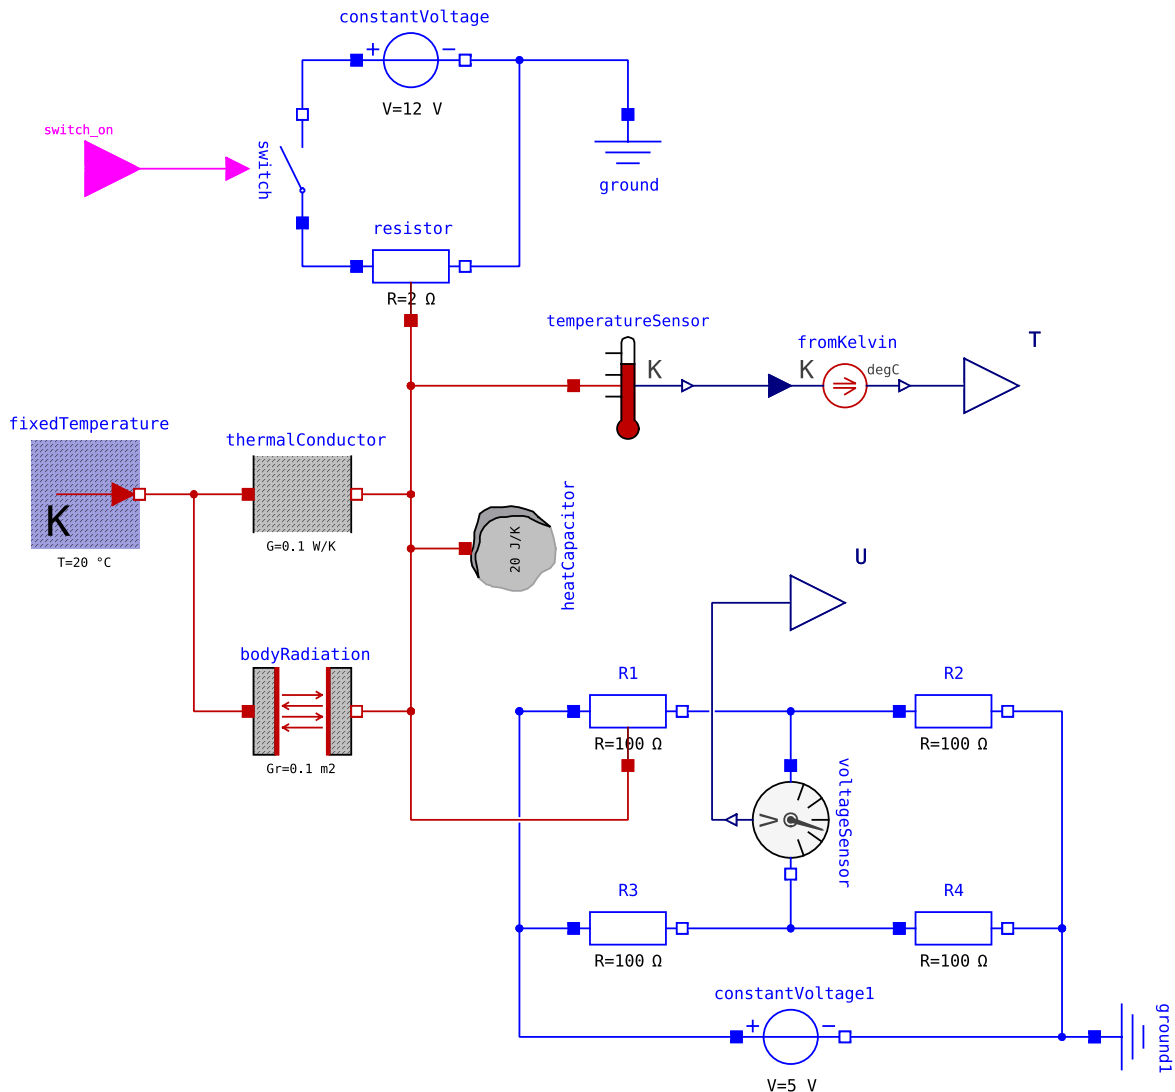 constantVoltage
+ −
V=12 V
switch_on
switch
ground
resistor
R=2 Ω
temperatureSensor
K
fromKelvin
K
degC
T
fixedTemperature
K
T=20 °C
thermalConductor
G=0.1 W/K
20 J/K
heatCapacitor
U
bodyRadiation
Gr=0.1 m2
R1
R=100 Ω
R2
R=100 Ω
V
voltageSensor
R3
R=100 Ω
R4
R=100 Ω
constantVoltage1
+ −
V=5 V
ground1